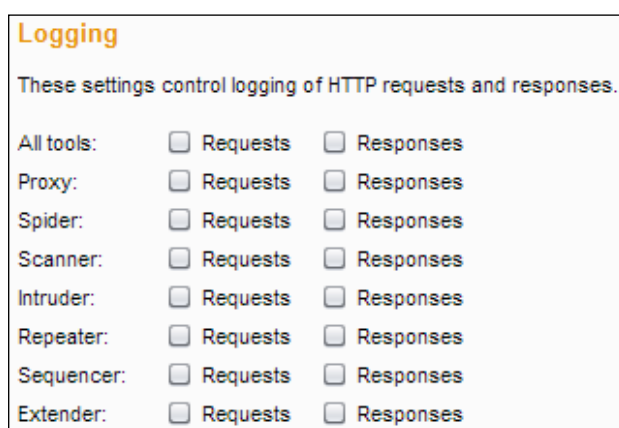 Logging
These settings control logging of HTTP requests and responses.
All tools: Requests Responses
Proxy: Requests Responses
Spider: Requests Responses
Scanner: Requests Responses
Intruder: Requests Responses
Repeater: Requests Responses
Sequencer: Requests Responses
Extender: Requests Responses